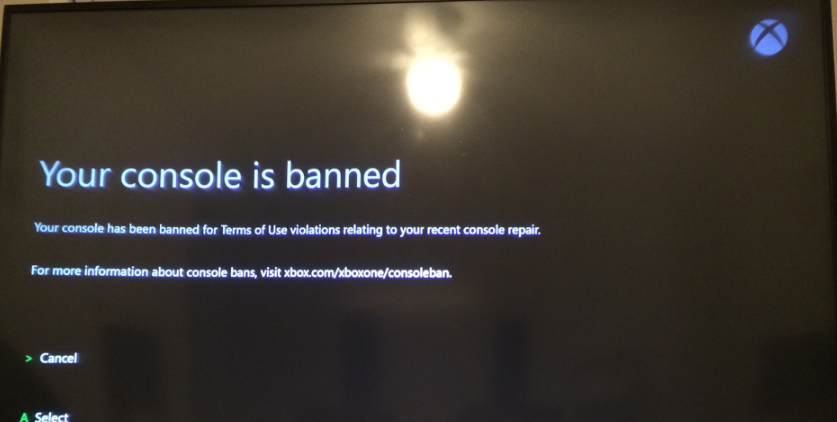 Your console is banned
Your console has been banned for Terms of Use violations relating to your recent console repair.
For more information about console bans, visit xbox.com/xboxone/consoleban.
> Cancel
A Select